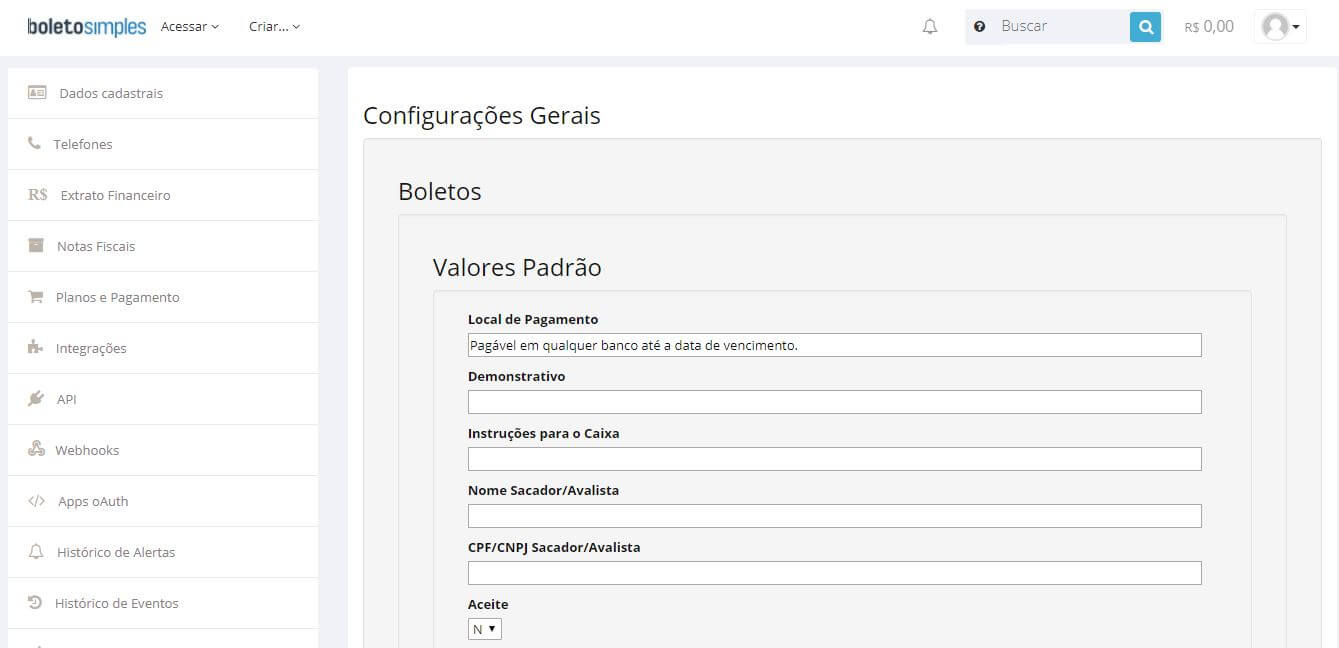 boletosimples Acessar Criar... Buscar R$ 0,00
Dados cadastrais
Telefones
R$ Extrato Financeiro
Notas Fiscais
Planos e Pagamento
Integrações
API
Webhooks
Apps oAuth
Histórico de Alertas
Histórico de Eventos
Configurações Gerais
Boletos
Valores Padrão
Local de Pagamento
Pagável em qualquer banco até a data de vencimento.
Demonstrativo
Instruções para o Caixa
Nome Sacador/Avalista
CPF/CNPJ Sacador/Avalista
Aceite
N